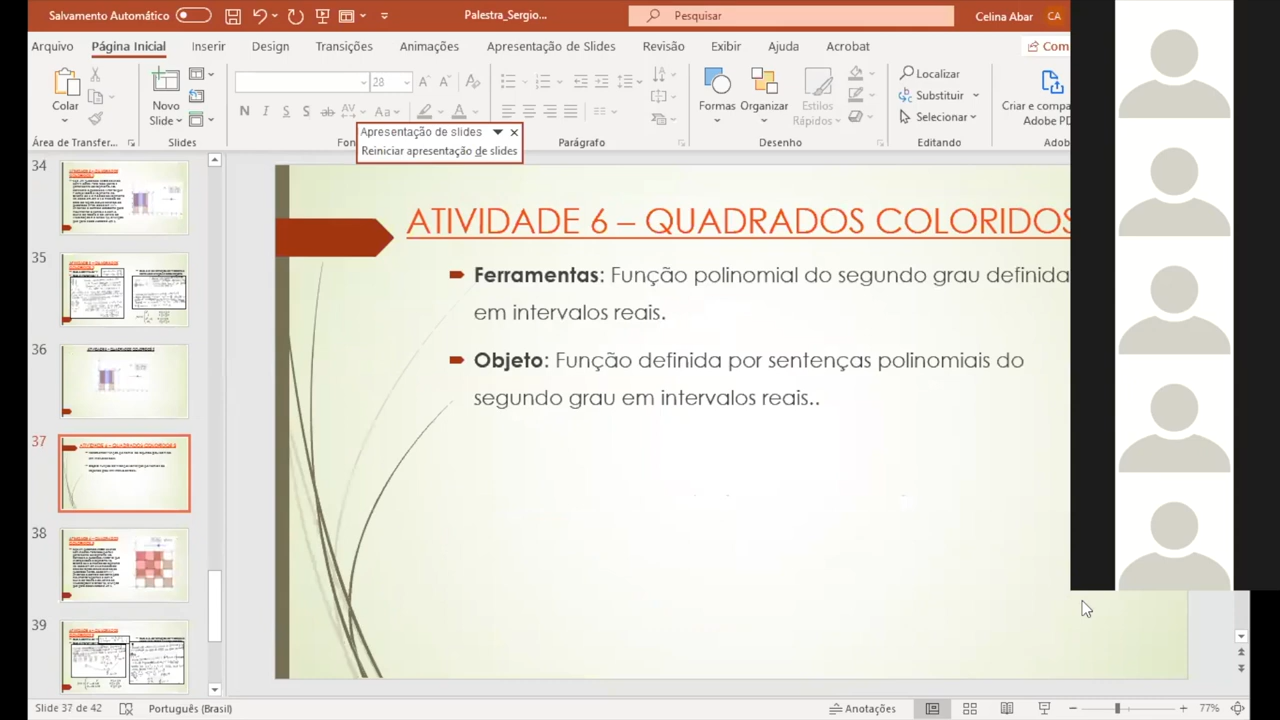 Salvamento Automático
Palestra_Sergio...
Pesquisar
Celina Abar
CA
Arquivo
Página Inicial
Inserir
Design
Transições
Animações
Apresentação de Slides
Revisão
Exibir
Ajuda
Acrobat
Com
Colar
Novo
Slide
28
N
I
S
S
ab
AV
Aa
A
Formas
Organizar
Estilos
Rápidos
Localizar
Substituir
Selecionar
Criar e compa
Adobe PD
Área de Transfer...
Slides
Fon
Parágrafo
Desenho
Editando
Adob
Apresentação de slides
Reiniciar apresentação de slides
34
35
36
37
38
39
ATIVIDADE 6 – QUADRADOS COLORIDOS
Ferramentas: Função polinomial do segundo grau definida
em intervalos reais.
Objeto: Função definida por sentenças polinomiais do
segundo grau em intervalos reais..
Slide 37 de 42
Português (Brasil)
Anotações
77%